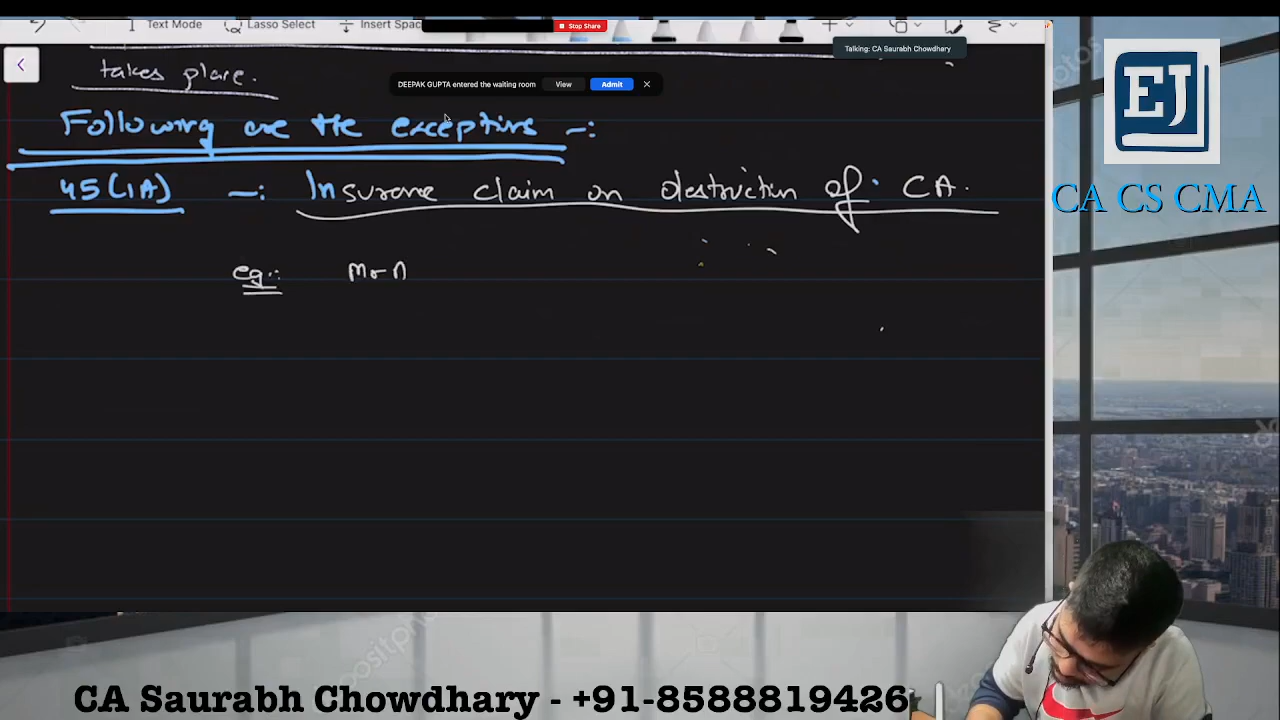 Text Mode Lasso Select Insert Spac
Stop Share
Talking: CA Saurabh Chowdhary
takes place.
DEEPAK GUPTA entered the waiting room View Admit
Following are the exceptions -:
45(1A) -: Insurance claim on destruction of CA.
eg.: Mr A
EJ
CA CS CMA
CA Saurabh Chowdhary - +91-8588819426